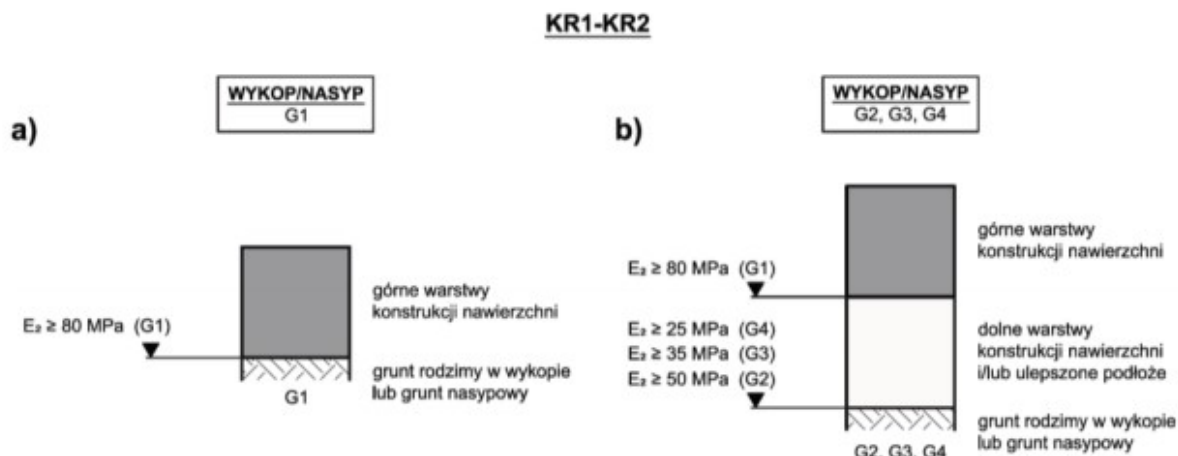 KR1-KR2
WYKOP/NASYP
G1
a)
E₂ ≥ 80 MPa (G1)
górne warstwy
konstrukcji nawierzchni
grunt rodzimy w wykopie
lub grunt nasypowy
G1
WYKOP/NASYP
G2, G3, G4
b)
E₂ ≥ 80 MPa (G1)
górne warstwy
konstrukcji nawierzchni
E₂ ≥ 25 MPa (G4)
E₂ ≥ 35 MPa (G3)
E₂ ≥ 50 MPa (G2)
dolne warstwy
konstrukcji nawierzchni
i/lub ulepszone podłoże
grunt rodzimy w wykopie
lub grunt nasypowy
G2, G3, G4